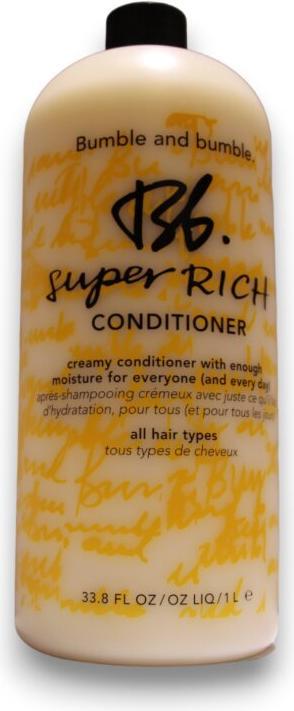 Bumble and bumble.
Bb.
super RICH
CONDITIONER
creamy conditioner with enough
moisture for everyone (and every day)
après-shampooing crémeux avec juste ce qu'il
d'hydratation, pour tous (et pour tous les jours)
all hair types
tous types de cheveux
33.8 FL OZ/OZ LIQ/1 L ℮